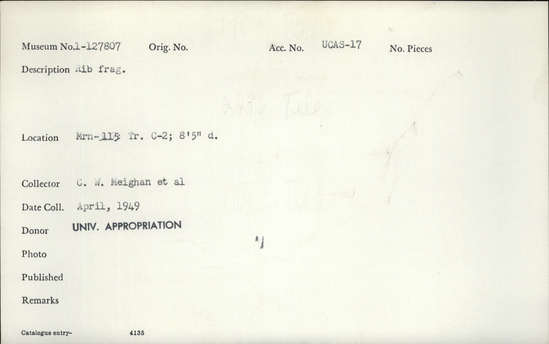 Museum No. 1-127807 Orig. No. Acc. No. UCAS-17 No. Pieces
Description Rib frag.
Location Mrn-115; Tr. C-2; 8'5" d.
Collector C. W. Meighan et al
Date Coll. April, 1949
Donor UNIV. APPROPRIATION
Photo
Published
Remarks
Catalogue entry- 4135